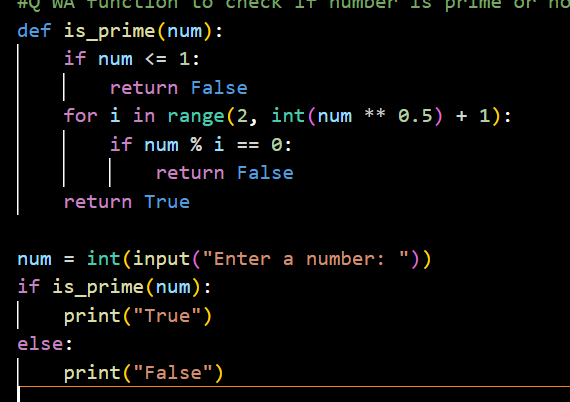 #Q WA function to check if number is prime or no
def is_prime(num):
    if num <= 1:
        return False
    for i in range(2, int(num ** 0.5) + 1):
        if num % i == 0:
            return False
    return True

num = int(input("Enter a number: "))
if is_prime(num):
    print("True")
else:
    print("False")